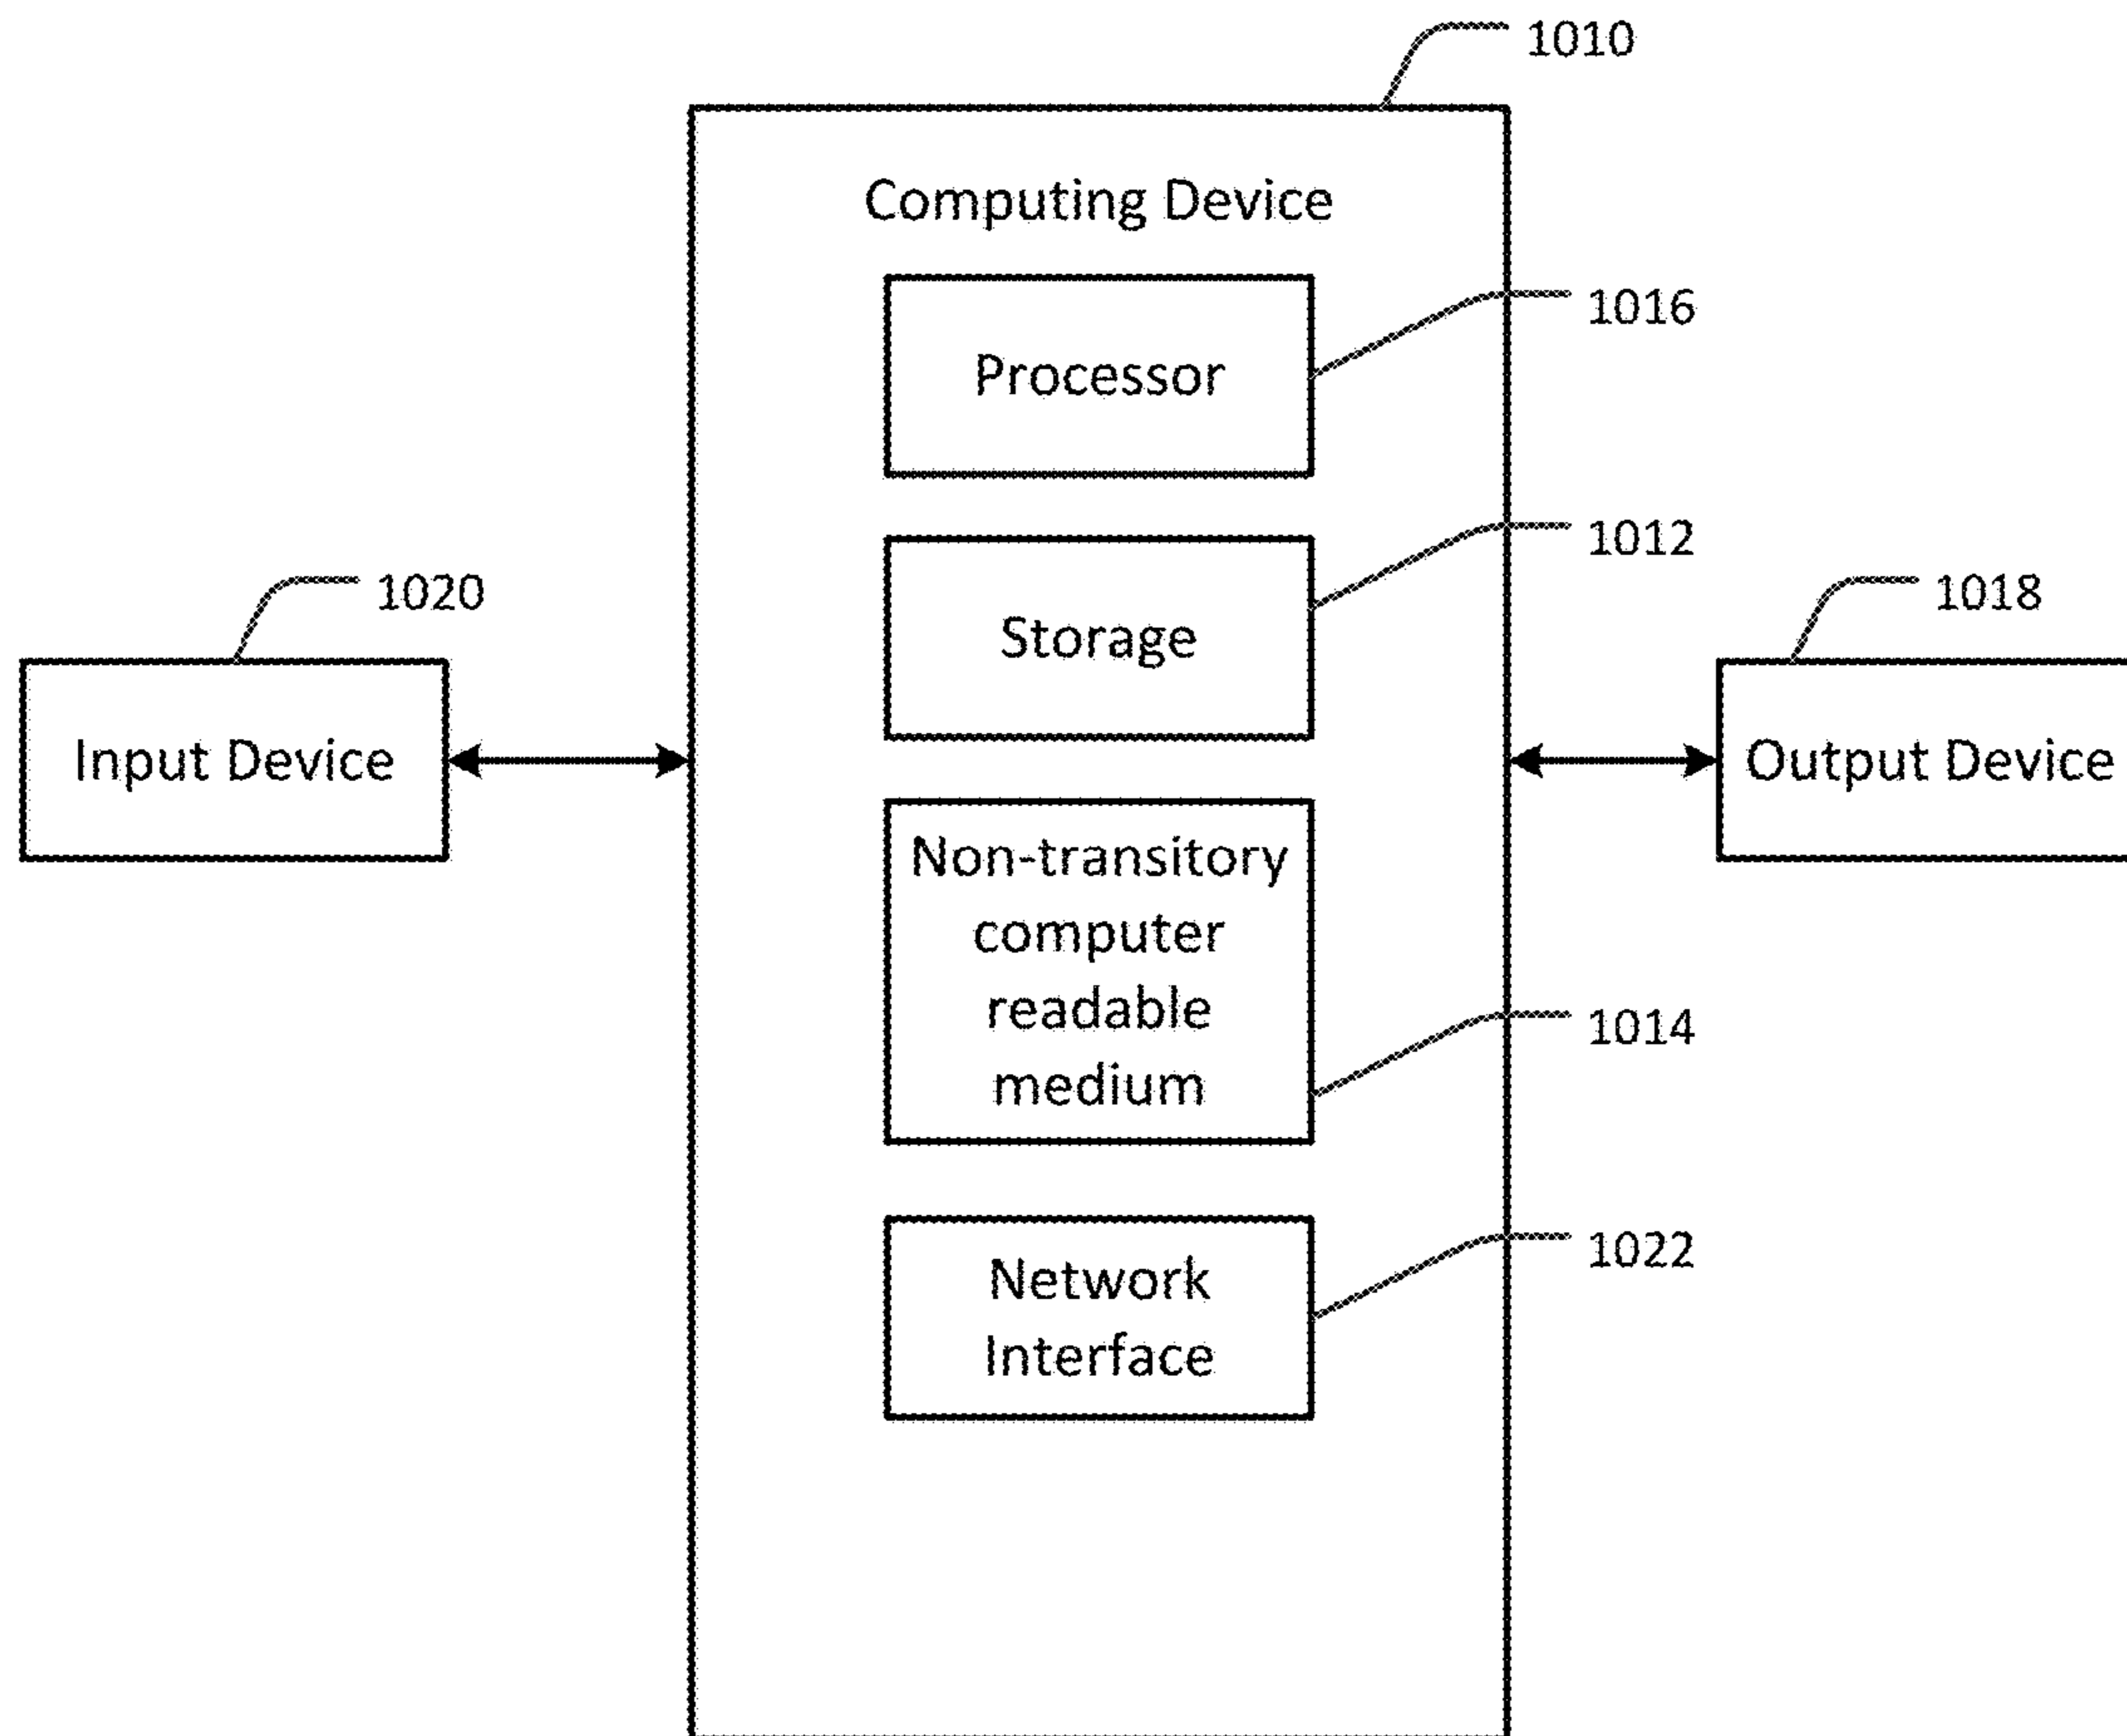 1010
Computing Device
Processor
1016
Storage
1012
1020
Input Device
1018
Output Device
Non-transitory
computer
readable
medium
1014
Network
Interface
1022